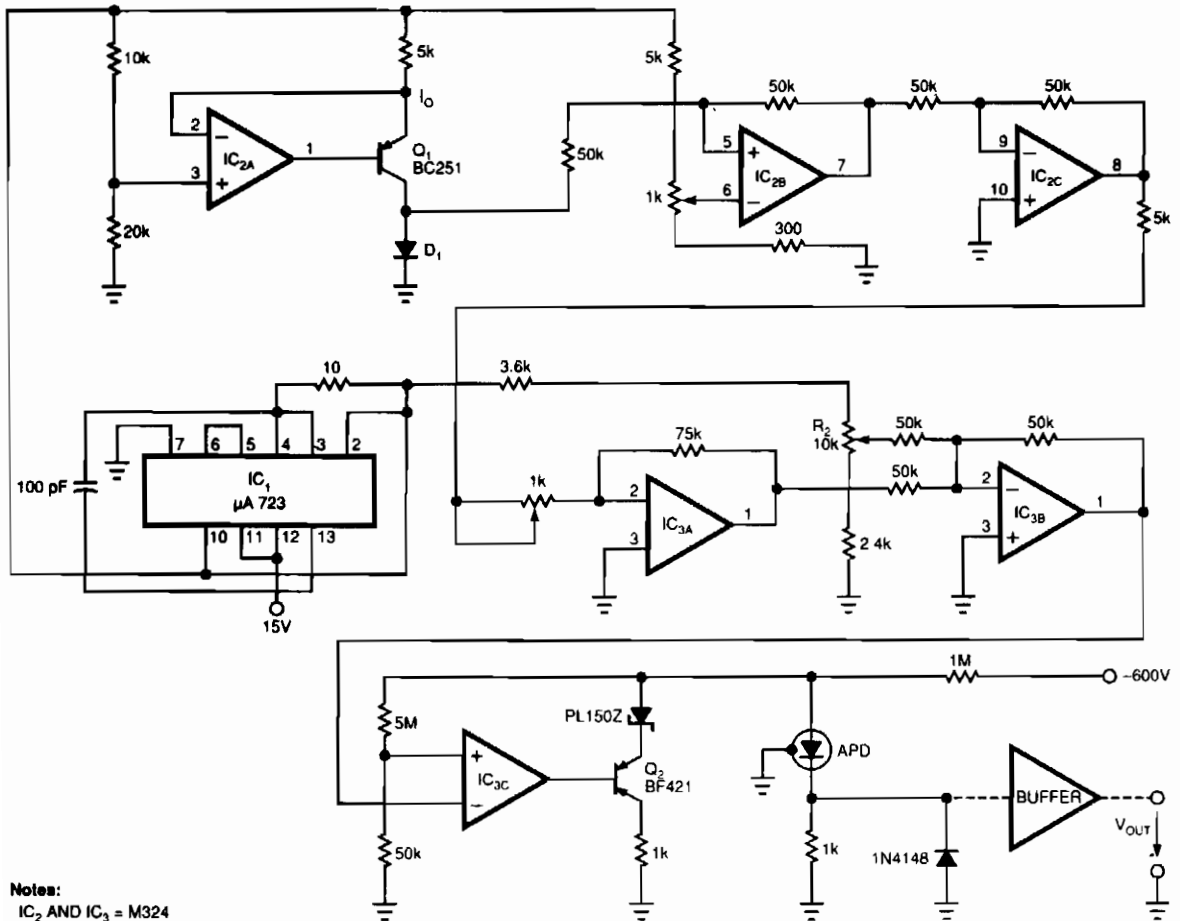 10k
5k
I_O
2
3
1
IC2A
Q1
BC251
20k
D1
50k
5k
1k
300
50k
5
6
7
IC2B
50k
50k
9
10
8
IC2C
5k
10
3.6k
7
6
5
4
3
2
IC1
µA 723
100 pF
10
11
12
13
15V
1k
75k
2
3
1
IC3A
R2
10k
50k
50k
50k
2 4k
2
3
1
IC3B
1M
–600V
5M
PL150Z
IC3C
Q2
BF421
APD
50k
1k
1k
1N4148
BUFFER
VOUT
Notes:
IC2 AND IC3 = M324